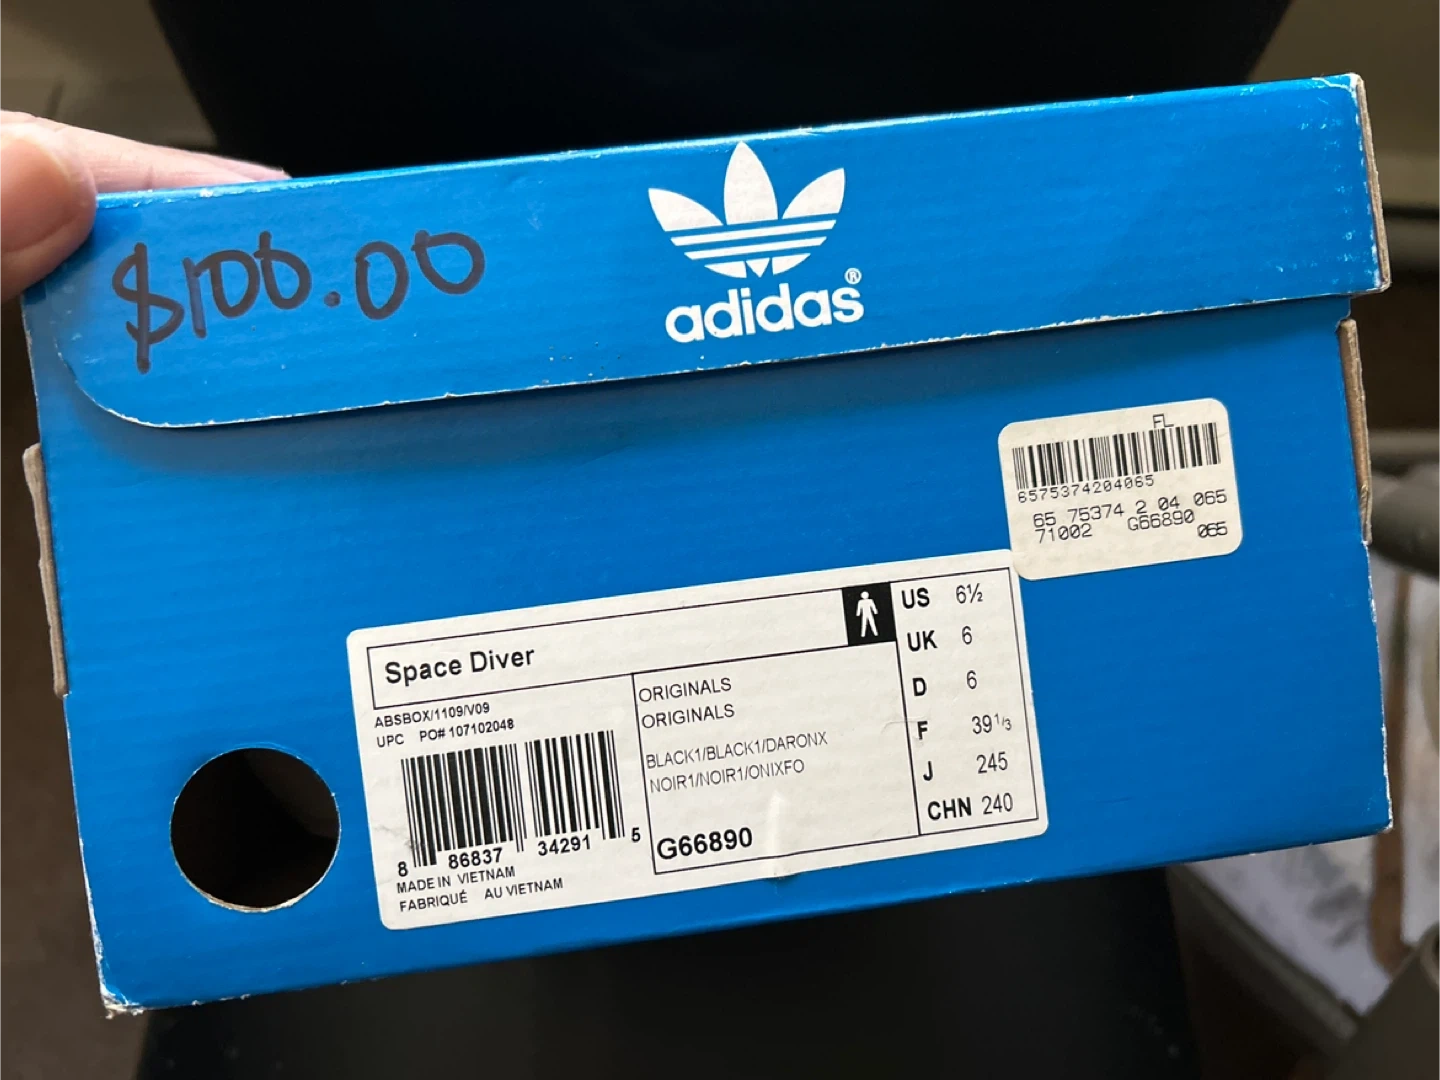 $100.00
adidas®
FL
6575374204065
65 75374 2 04 065
71002 G66890
065
Space Diver
ABSBOX/1109/V09
UPC PO# 107102048
8 86837 34291 5
MADE IN VIETNAM
FABRIQUÉ AU VIETNAM
ORIGINALS
ORIGINALS
BLACK1/BLACK1/DARONX
NOIR1/NOIR1/ONIXFO
G66890
US 6½
UK 6
D 6
F 39 1/3
J 245
CHN 240